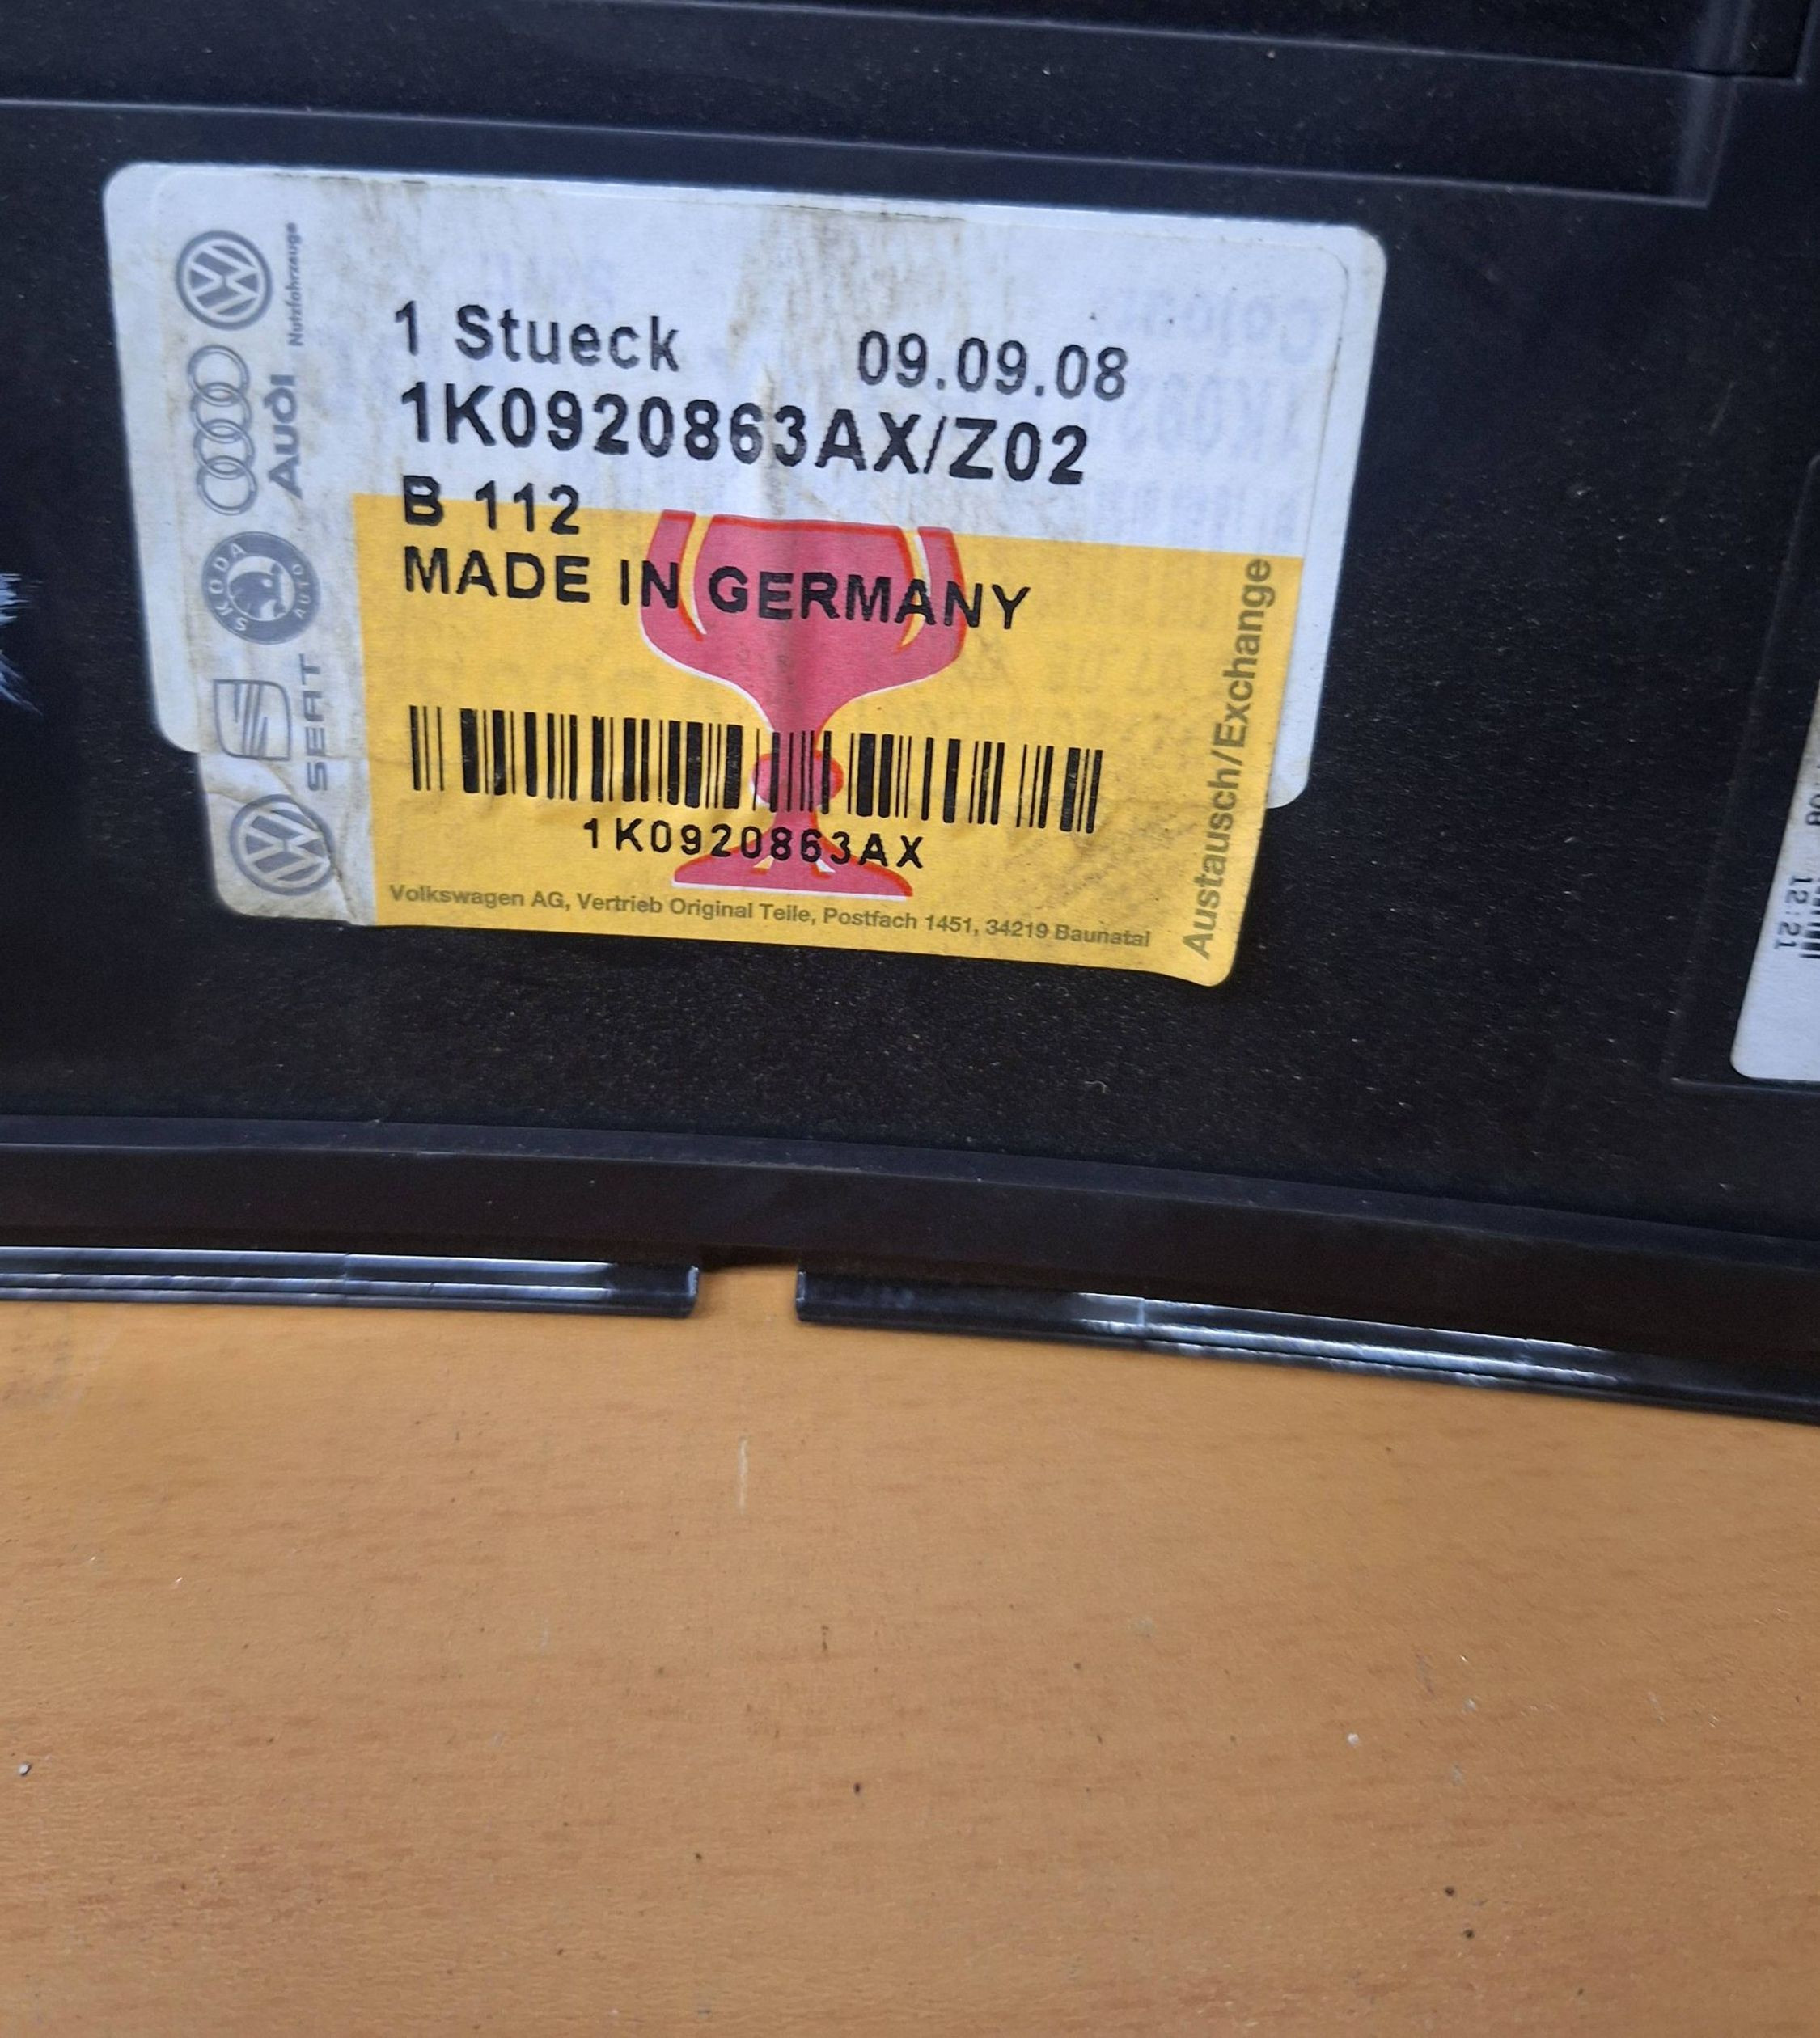 1 Stueck 09.09.08
1K0920863AX/Z02
B 112
MADE IN GERMANY
1K0920863AX
Volkswagen AG, Vertrieb Original Teile, Postfach 1451, 34219 Baunatal
Austausch/Exchange
Nutzfahrzeuge
Audi
SKODA AUTO
SEAT
12:21